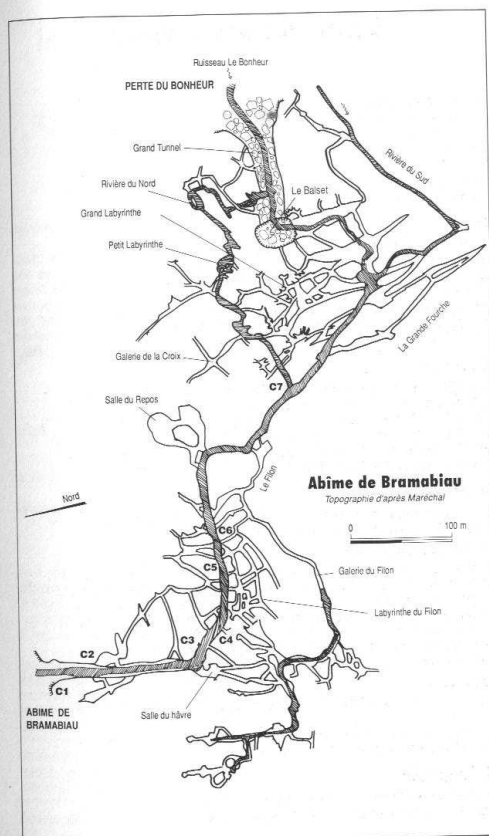 Ruisseau Le Bonheur
PERTE DU BONHEUR
Grand Tunnel
Rivière du Nord
Le Balset
Rivière du Sud
Grand Labyrinthe
Petit Labyrinthe
La Grande Fourche
Galerie de la Croix
C7
Salle du Repos
Le Filon
Abîme de Bramabiau
Topographie d'après Maréchal
Nord
0 100 m
C6
C5
Galerie du Filon
Labyrinthe du Filon
C2
C3
C4
C1
Salle du hâvre
ABIME DE
BRAMABIAU